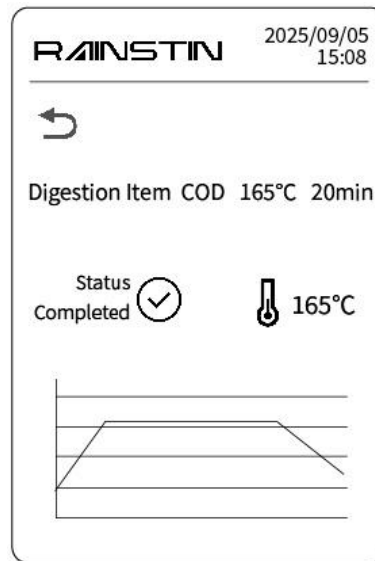 RAINSTIN
2025/09/05
15:08
Digestion Item COD 165°C 20min
Status
Completed
165°C